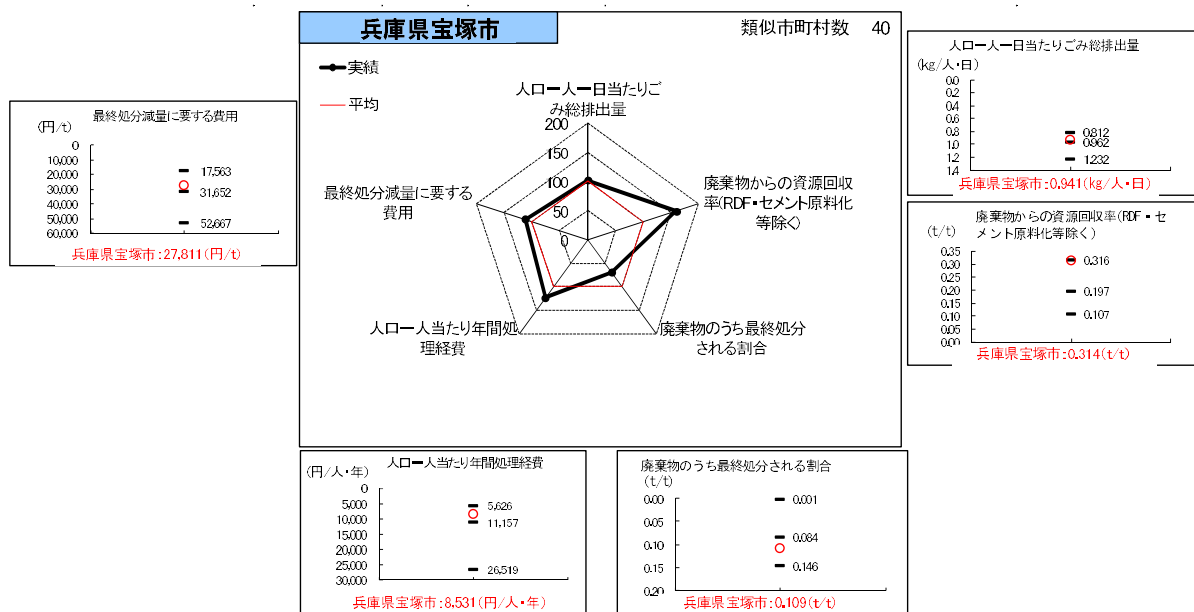 兵庫県宝塚市
類似市町村数 40
実績
平均
人口一人一日当たりご
み総排出量
200
150
100
50
0
廃棄物からの資源回収
率(RDF・セメント原料化
等除く)
廃棄物のうち最終処分
される割合
人口一人当たり年間処
理経費
最終処分減量に要する
費用
最終処分減量に要する費用
(円/t)
0
10,000
20,000
30,000
40,000
50,000
60,000
17,563
31,652
52,667
兵庫県宝塚市:27,811(円/t)
人口一人一日当たりごみ総排出量
(kg/人・日)
0.0
0.2
0.4
0.6
0.8
1.0
1.2
1.4
0.812
0.962
1.232
兵庫県宝塚市:0.941(kg/人・日)
廃棄物からの資源回収率(RDF・セ
メント原料化等除く)
(t/t)
0.35
0.30
0.25
0.20
0.15
0.10
0.05
0.00
0.316
0.197
0.107
兵庫県宝塚市:0.314(t/t)
人口一人当たり年間処理経費
(円/人・年)
0
5,000
10,000
15,000
20,000
25,000
30,000
5,626
11,157
26,519
兵庫県宝塚市:8,531(円/人・年)
廃棄物のうち最終処分される割合
(t/t)
0.00
0.05
0.10
0.15
0.20
0.001
0.084
0.146
兵庫県宝塚市:0.109(t/t)